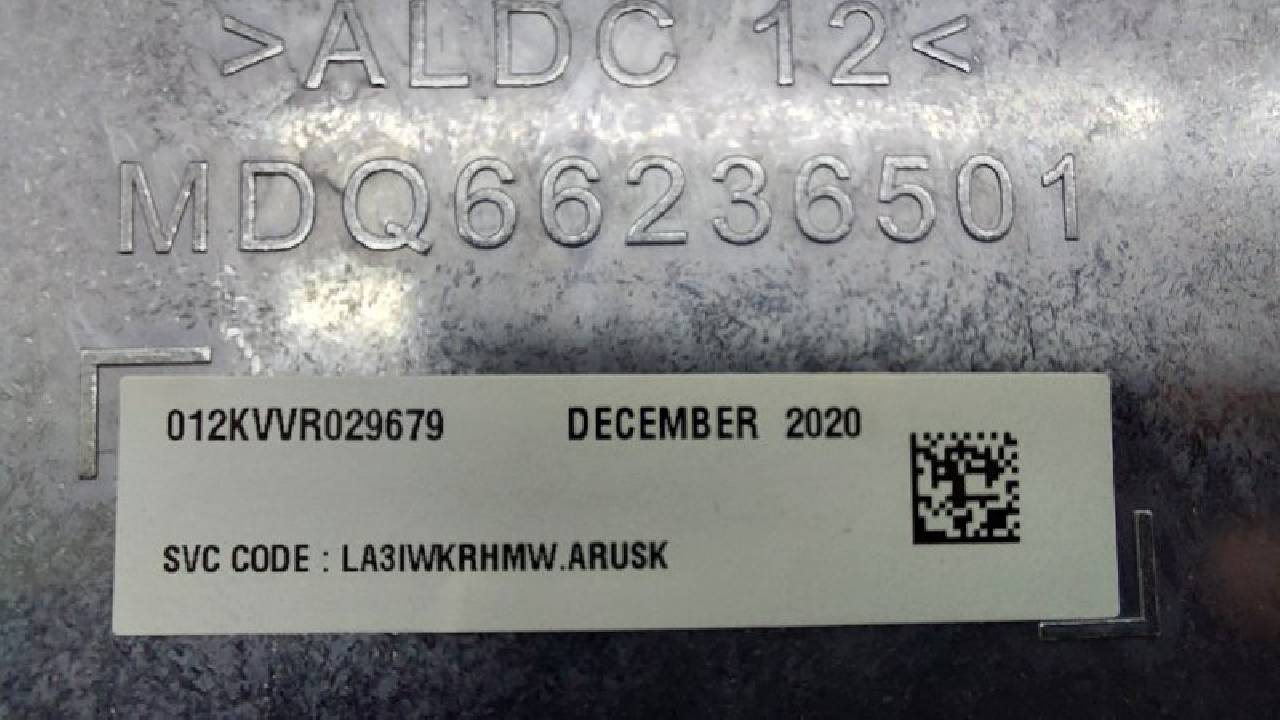 >ALDC 12<
MDQ66236501
012KVVR029679 DECEMBER 2020
SVC CODE : LA3IWKRHMW.ARUSK